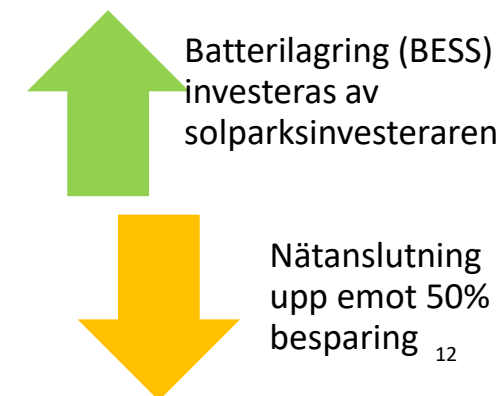 Batterilagring (BESS)
investeras av
solparksinvesteraren
Nätanslutning
upp emot 50%
besparing
12